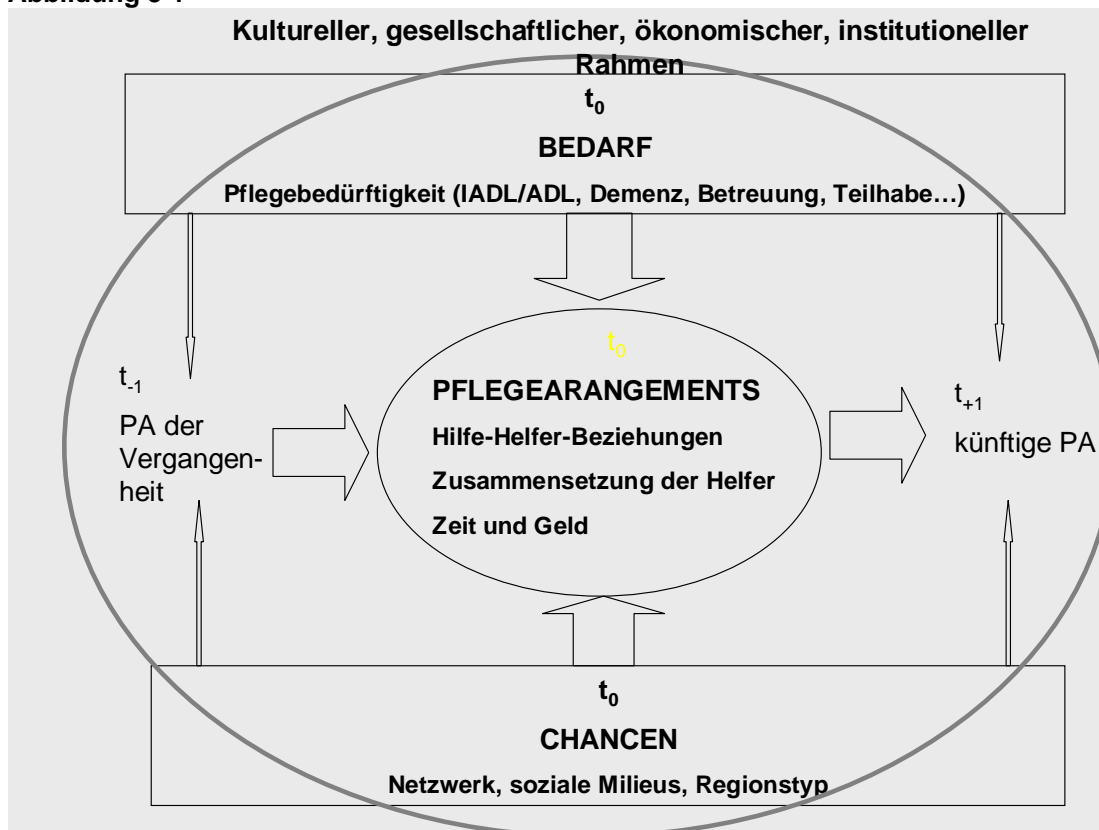 Kultureller, gesellschaftlicher, ökonomischer, institutioneller
Rahmen
t0
BEDARF
Pflegebedürftigkeit (IADL/ADL, Demenz, Betreuung, Teilhabe…)
t0
PFLEGEARANGEMENTS
Hilfe-Helfer-Beziehungen
Zusammensetzung der Helfer
Zeit und Geld
t-1
PA der
Vergangen-
heit
t+1
künftige PA
t0
CHANCEN
Netzwerk, soziale Milieus, Regionstyp